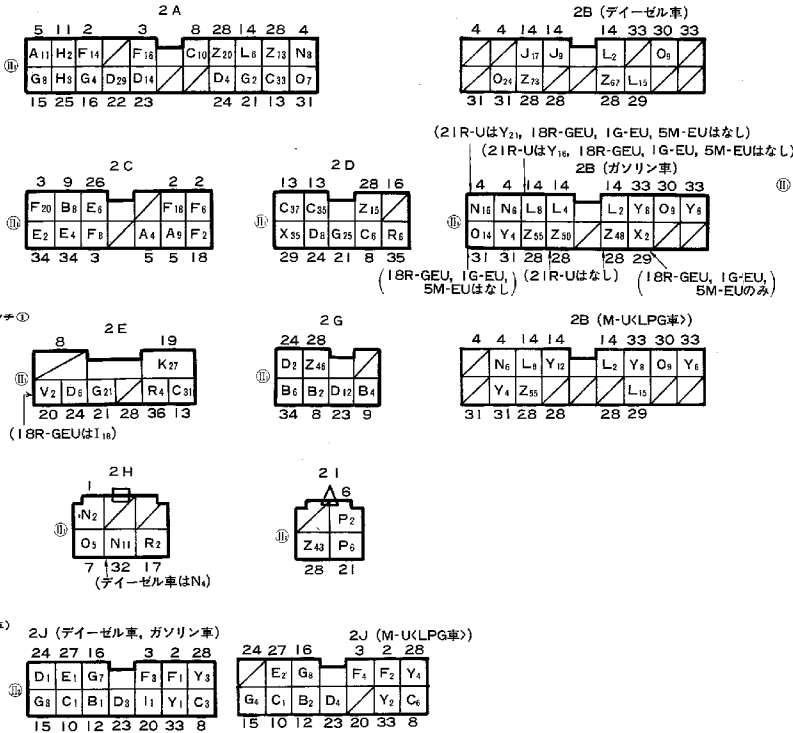 2A
5 11 2 3 8 28 14 28 4
A11 H2 F14 F16 C10 Z20 L6 Z13 N3
G8 H3 G4 D29 D14 D4 G2 C33 O7
15 25 16 22 23 24 21 13 31
2B (デイーゼル車)
4 4 14 14 14 33 30 33
J17 J9 L2 O9
O24 Z73 Z67 L15
31 31 28 28 28 29
(21R-UはY21, 18R-GEU, 1G-EU, 5M-EUはなし)
(21R-UはY16, 18R-GEU, 1G-EU, 5M-EUはなし)
2C
3 9 26 2 2
F20 B8 E6 F18 F6
E2 E4 F8 A4 A9 F2
34 34 3 5 5 18
2D
13 13 28 16
C37 C35 Z15
X35 D8 G25 C6 R6
29 24 21 8 35
2B (ガソリン車)
4 4 14 14 14 33 30 33
N16 N6 L8 L4 L2 Y8 O9 Y6
O14 Y4 Z55 Z50 Z48 X2
31 31 28 28 28 29
(18R-GEU, 1G-EU, 5M-EUはなし)
(21R-Uはなし)
(18R-GEU, 1G-EU, 5M-EUのみ)
チ①
2E
8 19
K27
V2 D6 G21 R4 C31
20 24 21 28 36 13
(18R-GEUはI18)
2G
24 28
D2 Z46
B6 B2 D12 B4
34 8 23 9
2B (M-U<LPG車>)
4 4 14 14 14 33 30 33
N6 L8 Y12 L2 Y8 O9 Y6
Y4 Z55 L15
31 31 28 28 28 29
2H
1
N2
O5 N11 R2
7 32 17
(デイーゼル車はN4)
2I
6
P2
Z43 P6
28 21
2J (デイーゼル車, ガソリン車)
24 27 16 3 2 28
D1 E1 G7 F3 F1 Y3
G3 C1 B1 D3 I1 Y1 C3
15 10 12 23 20 33 8
2J (M-U<LPG車>)
24 27 16 3 2 28
E2 G8 F4 F2 Y4
G4 C1 B2 D4 Y2 C6
15 10 12 23 20 33 8